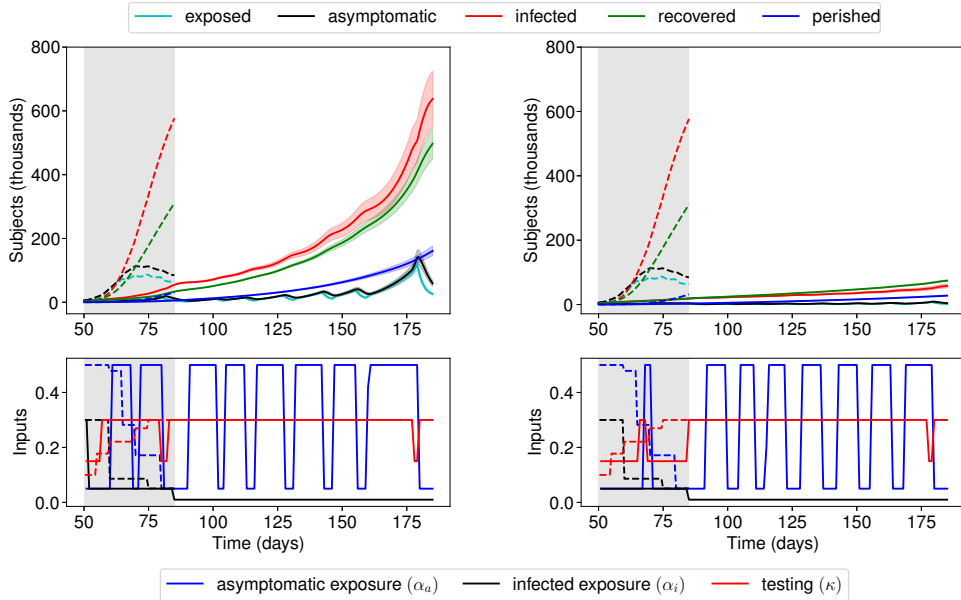 exposed asymptomatic infected recovered perished
800
600
400
200
0
Subjects (thousands)
50 75 100 125 150 175
800
600
400
200
0
Subjects (thousands)
50 75 100 125 150 175
0.4
0.2
0.0
Inputs
50 75 100 125 150 175
Time (days)
0.4
0.2
0.0
Inputs
50 75 100 125 150 175
Time (days)
asymptomatic exposure (αₐ) infected exposure (αᵢ) testing (κ)